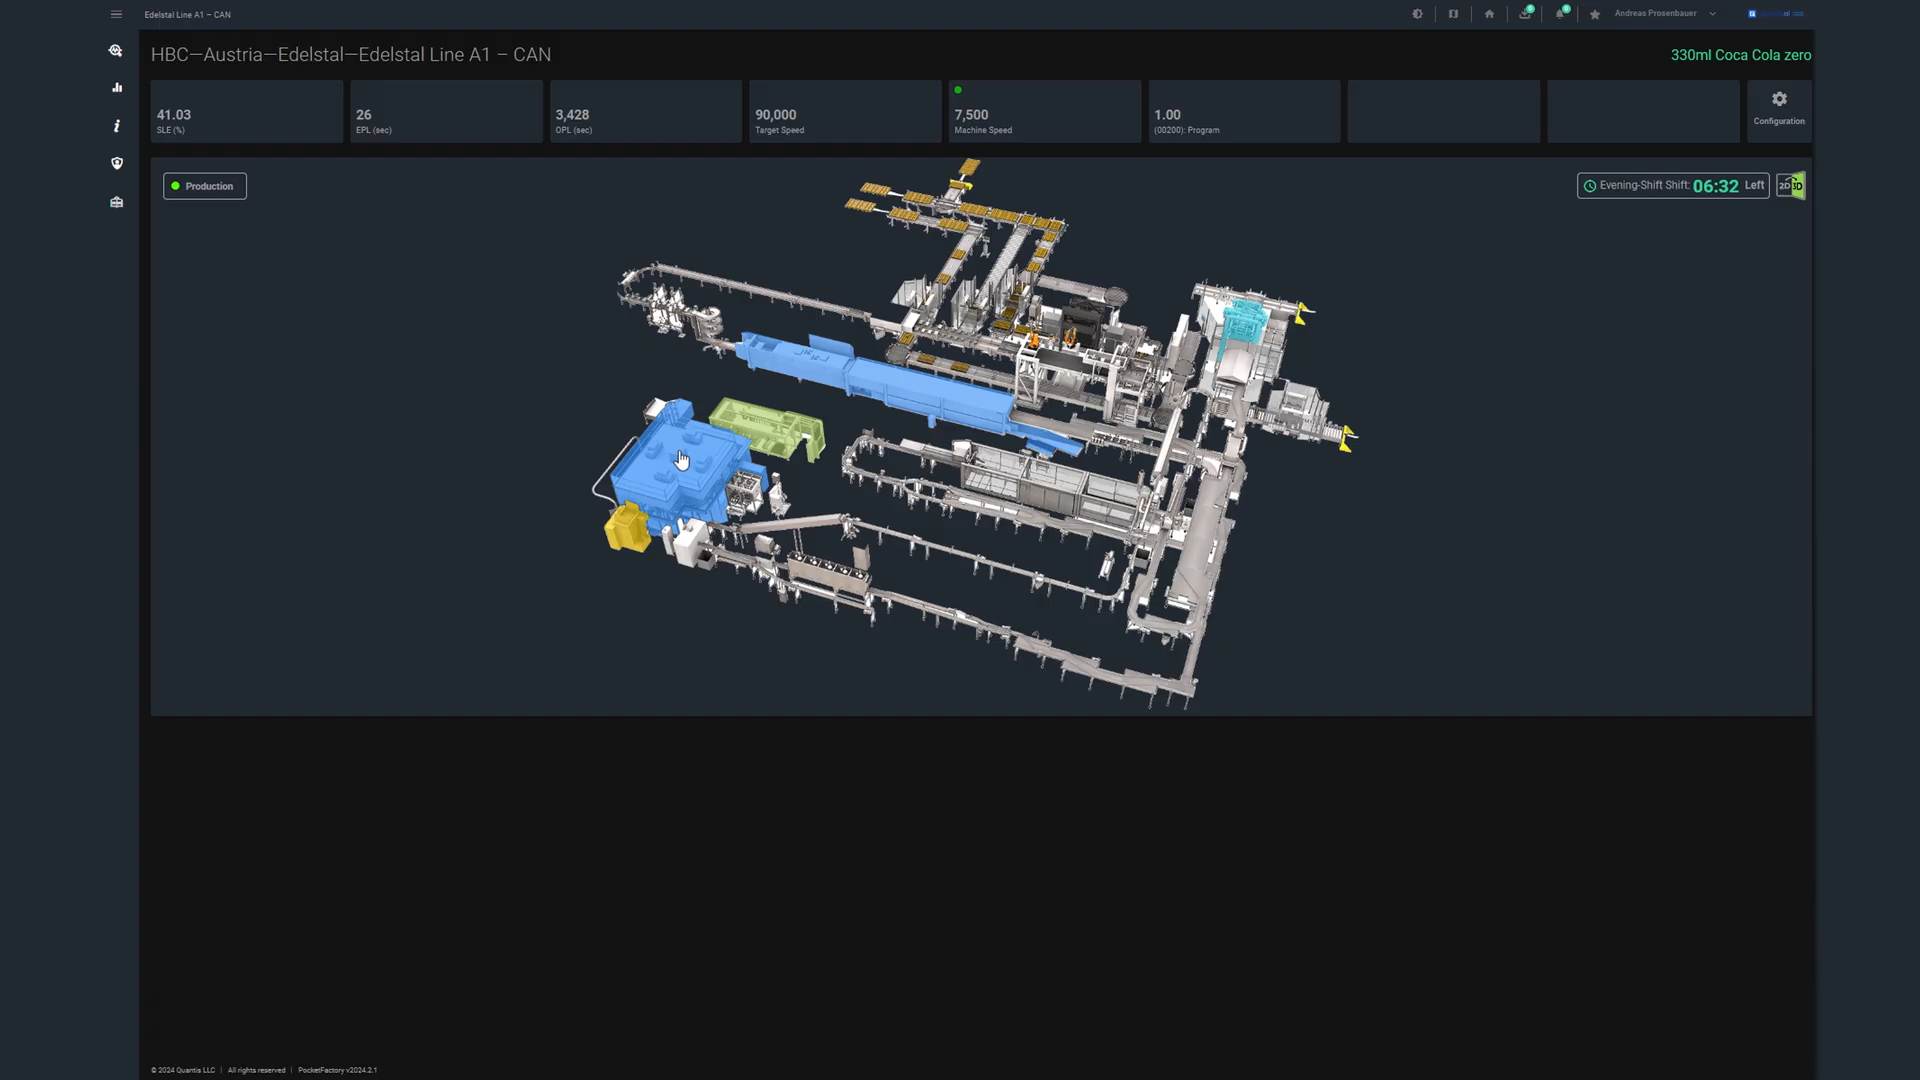 Edelstal Line A1 – CAN
Andreas Prosenbauer
HBC—Austria—Edelstal—Edelstal Line A1 – CAN
330ml Coca Cola zero
41.03
SLE (%)
26
EPL (sec)
3,428
OPL (sec)
90,000
Target Speed
7,500
Machine Speed
1.00
(00200): Program
Configuration
Production
Evening-Shift Shift: 06:32 Left
2D 3D
© 2024 Quantis LLC | All rights reserved | PocketFactory v2024.2.1